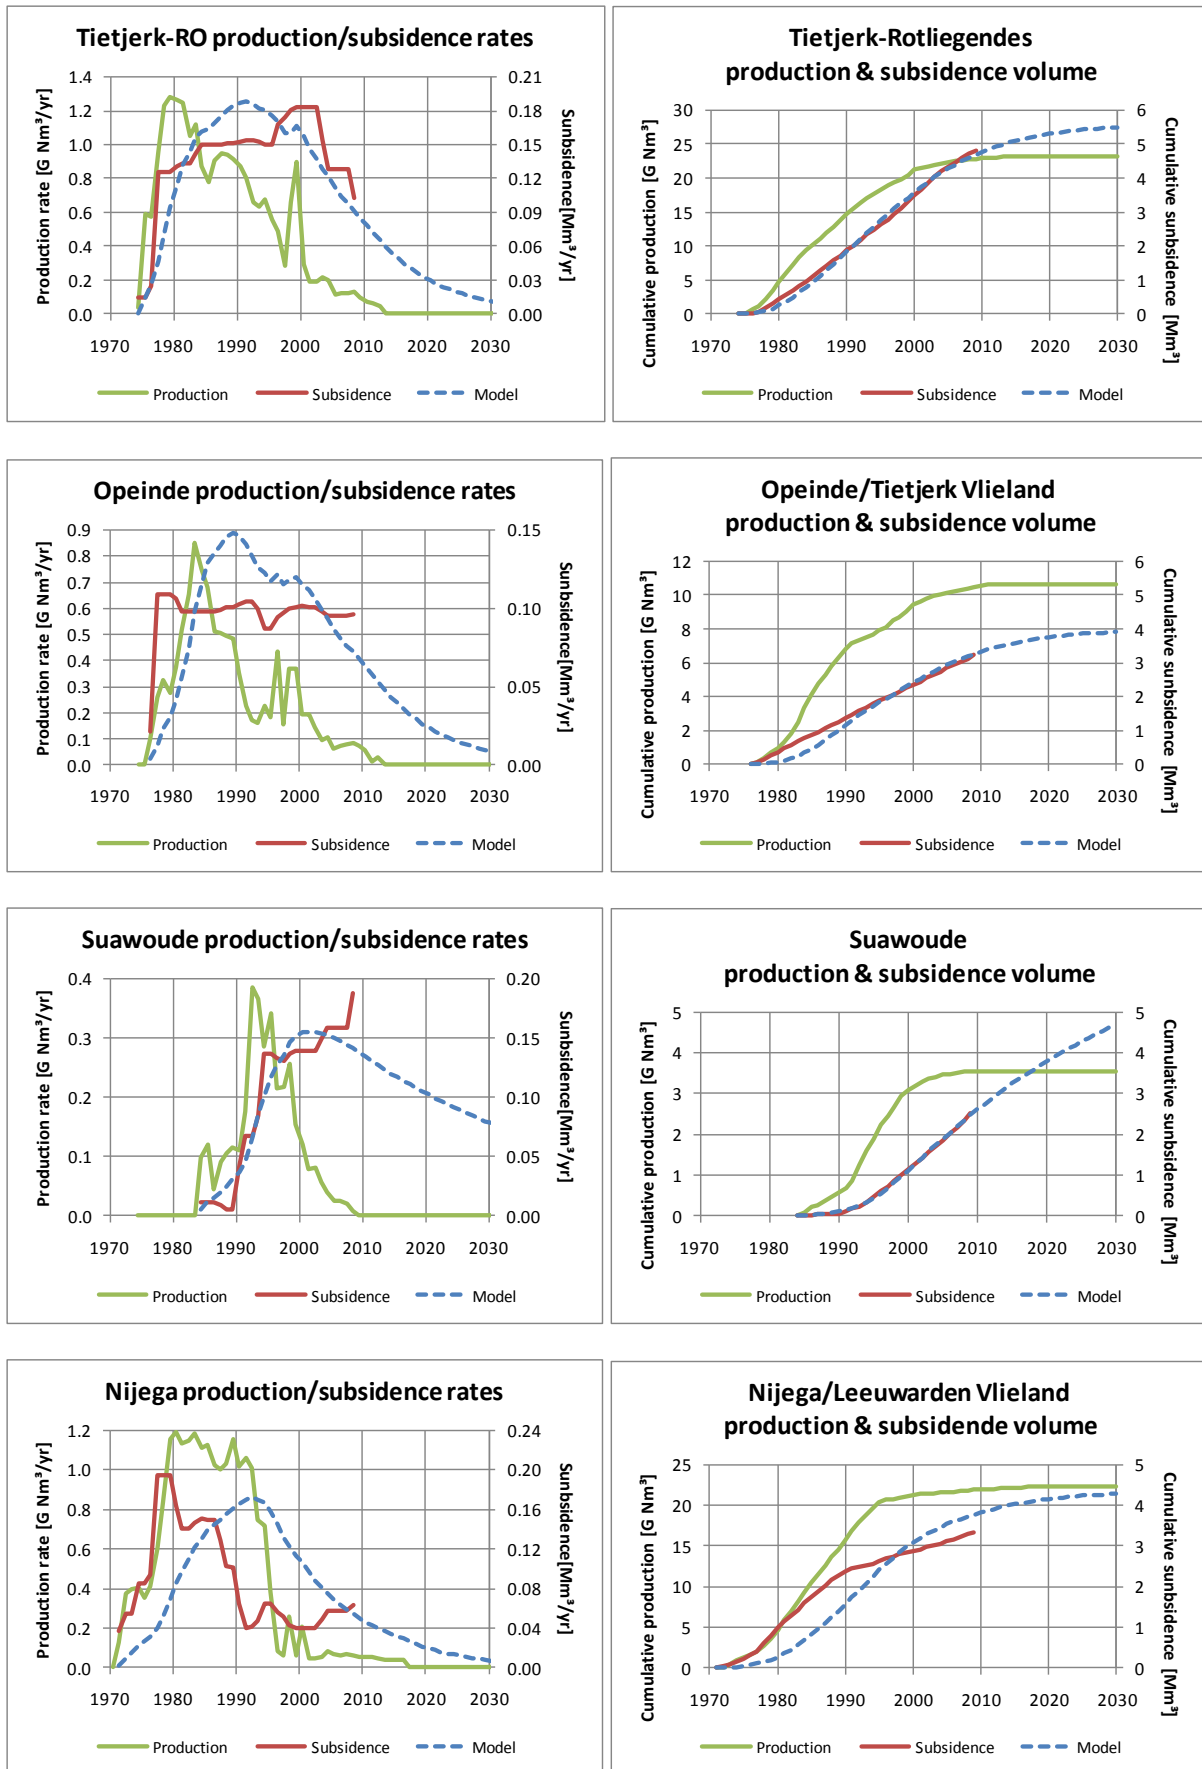 Tietjerk-RO production/subsidence rates
Production rate [G Nm³/yr]
1.4
1.2
1.0
0.8
0.6
0.4
0.2
0.0
0.21
0.18
0.15
0.12
0.09
0.06
0.03
0.00
Sunbsidence[Mm³/yr]
1970 1980 1990 2000 2010 2020 2030
Production Subsidence Model
Tietjerk-Rotliegendes
production & subsidence volume
Cumulative production [G Nm³]
30
25
20
15
10
5
0
6
5
4
3
2
1
0
Cumulative sunbsidence [Mm³]
1970 1980 1990 2000 2010 2020 2030
Production Subsidence Model
Opeinde production/subsidence rates
Production rate [G Nm³/yr]
0.9
0.8
0.7
0.6
0.5
0.4
0.3
0.2
0.1
0.0
0.15
0.10
0.05
0.00
Sunbsidence[Mm³/yr]
1970 1980 1990 2000 2010 2020 2030
Production Subsidence Model
Opeinde/Tietjerk Vlieland
production & subsidence volume
Cumulative production [G Nm³]
12
10
8
6
4
2
0
6
5
4
3
2
1
0
Cumulative sunbsidence [Mm³]
1970 1980 1990 2000 2010 2020 2030
Production Subsidence Model
Suawoude production/subsidence rates
Production rate [G Nm³/yr]
0.4
0.3
0.2
0.1
0.0
0.20
0.15
0.10
0.05
0.00
Sunbsidence[Mm³/yr]
1970 1980 1990 2000 2010 2020 2030
Production Subsidence Model
Suawoude
production & subsidence volume
Cumulative production [G Nm³]
5
4
3
2
1
0
5
4
3
2
1
0
Cumulative sunbsidence [Mm³]
1970 1980 1990 2000 2010 2020 2030
Production Subsidence Model
Nijega production/subsidence rates
Production rate [G Nm³/yr]
1.2
1.0
0.8
0.6
0.4
0.2
0.0
0.24
0.20
0.16
0.12
0.08
0.04
0.00
Sunbsidence[Mm³/yr]
1970 1980 1990 2000 2010 2020 2030
Production Subsidence Model
Nijega/Leeuwarden Vlieland
production & subsidende volume
Cumulative production [G Nm³]
25
20
15
10
5
0
5
4
3
2
1
0
Cumulative sunbsidence [Mm³]
1970 1980 1990 2000 2010 2020 2030
Production Subsidence Model